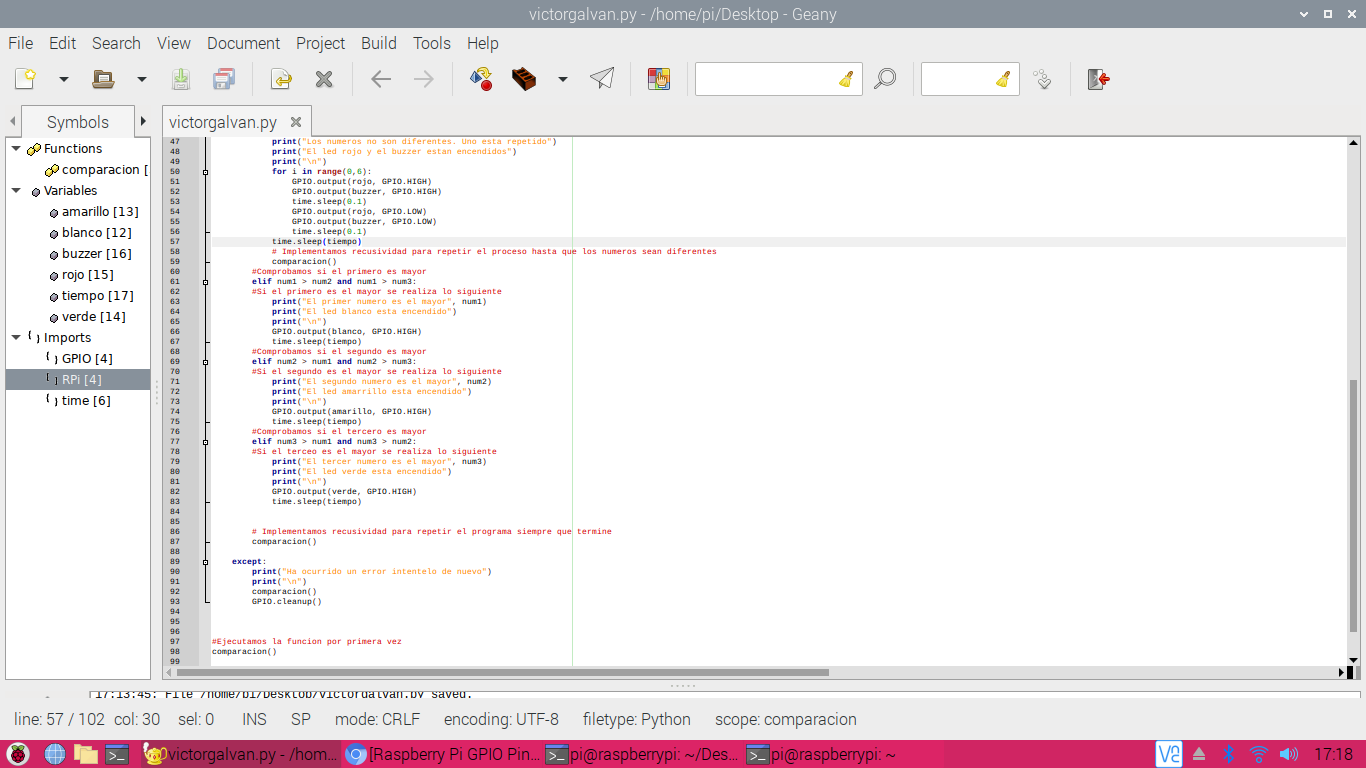 victorgalvan.py - /home/pi/Desktop - Geany
File Edit Search View Document Project Build Tools Help
Symbols
victorgalvan.py
Functions
comparacion [
Variables
amarillo [13]
blanco [12]
buzzer [16]
rojo [15]
tiempo [17]
verde [14]
Imports
GPIO [4]
RPi [4]
time [6]
47 print("Los numeros no son diferentes. Uno esta repetido")
48 print("El led rojo y el buzzer estan encendidos")
49 print("\n")
50 for i in range(0,6):
51 GPIO.output(rojo, GPIO.HIGH)
52 GPIO.output(buzzer, GPIO.HIGH)
53 time.sleep(0.1)
54 GPIO.output(rojo, GPIO.LOW)
55 GPIO.output(buzzer, GPIO.LOW)
56 time.sleep(0.1)
57 time.sleep(tiempo)
58 # Implementamos recusividad para repetir el proceso hasta que los numeros sean diferentes
59 comparacion()
60 #Comprobamos si el primero es mayor
61 elif num1 > num2 and num1 > num3:
62 #Si el primero es el mayor se realiza lo siguiente
63 print("El primer numero es el mayor", num1)
64 print("El led blanco esta encendido")
65 print("\n")
66 GPIO.output(blanco, GPIO.HIGH)
67 time.sleep(tiempo)
68 #Comprobamos si el segundo es mayor
69 elif num2 > num1 and num2 > num3:
70 #Si el segundo es el mayor se realiza lo siguiente
71 print("El segundo numero es el mayor", num2)
72 print("El led amarrillo esta encendido")
73 print("\n")
74 GPIO.output(amarillo, GPIO.HIGH)
75 time.sleep(tiempo)
76 #Comprobamos si el tercero es mayor
77 elif num3 > num1 and num3 > num2:
78 #Si el terceo es el mayor se realiza lo siguiente
79 print("El tercer numero es el mayor", num3)
80 print("El led verde esta encendido")
81 print("\n")
82 GPIO.output(verde, GPIO.HIGH)
83 time.sleep(tiempo)
84
85
86 # Implementamos recusividad para repetir el programa siempre que termine
87 comparacion()
88
89 except:
90 print("Ha ocurrido un error intentelo de nuevo")
91 print("\n")
92 comparacion()
93 GPIO.cleanup()
94
95
96
97 #Ejecutamos la funcion por primera vez
98 comparacion()
99
17:13:45: File /home/pi/Desktop/victorgalvan.py saved.
line: 57 / 102 col: 30 sel: 0 INS SP mode: CRLF encoding: UTF-8 filetype: Python scope: comparacion
victorgalvan.py - /hom... [Raspberry Pi GPIO Pin... pi@raspberrypi: ~/Des... pi@raspberrypi: ~ 17:18